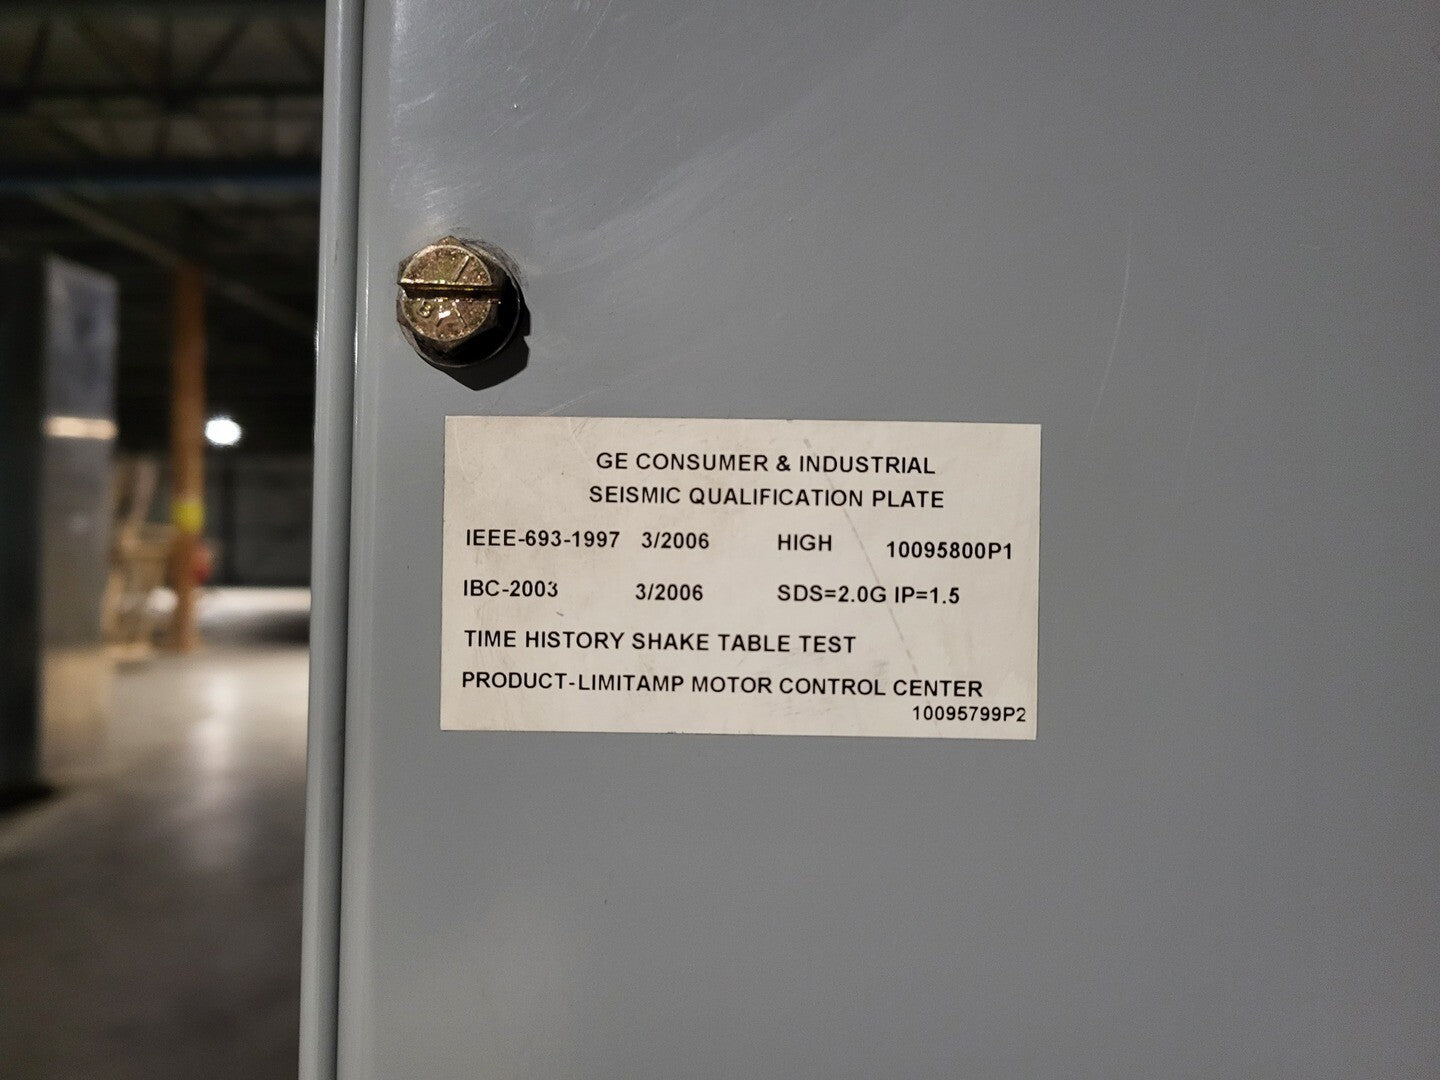 GE CONSUMER & INDUSTRIAL
SEISMIC QUALIFICATION PLATE
IEEE-693-1997 3/2006 HIGH 10095800P1
IBC-2003 3/2006 SDS=2.0G IP=1.5
TIME HISTORY SHAKE TABLE TEST
PRODUCT-LIMITAMP MOTOR CONTROL CENTER
10095799P2